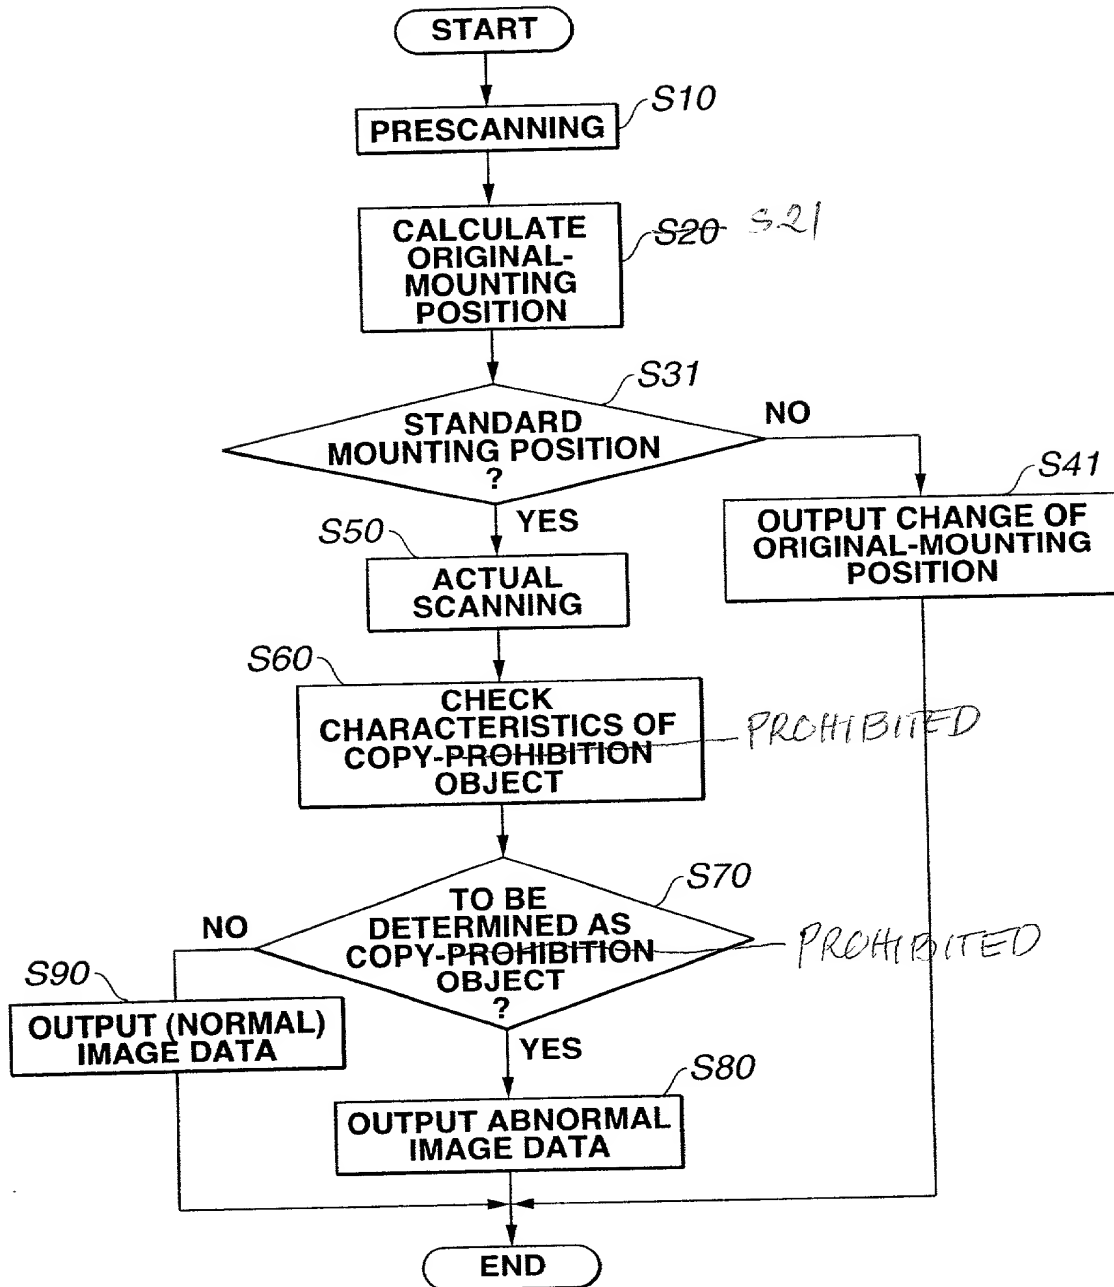 START
S10
PRESCANNING
S20 S21
CALCULATE
ORIGINAL-
MOUNTING
POSITION
S31
STANDARD
MOUNTING POSITION
?
NO
YES
S41
OUTPUT CHANGE OF
ORIGINAL-MOUNTING
POSITION
S50
ACTUAL
SCANNING
S60
CHECK
CHARACTERISTICS OF
COPY-PROHIBITION PROHIBITED
OBJECT
S70
TO BE
DETERMINED AS
COPY-PROHIBITION PROHIBITED
OBJECT
?
NO
YES
S90
OUTPUT (NORMAL)
IMAGE DATA
S80
OUTPUT ABNORMAL
IMAGE DATA
END